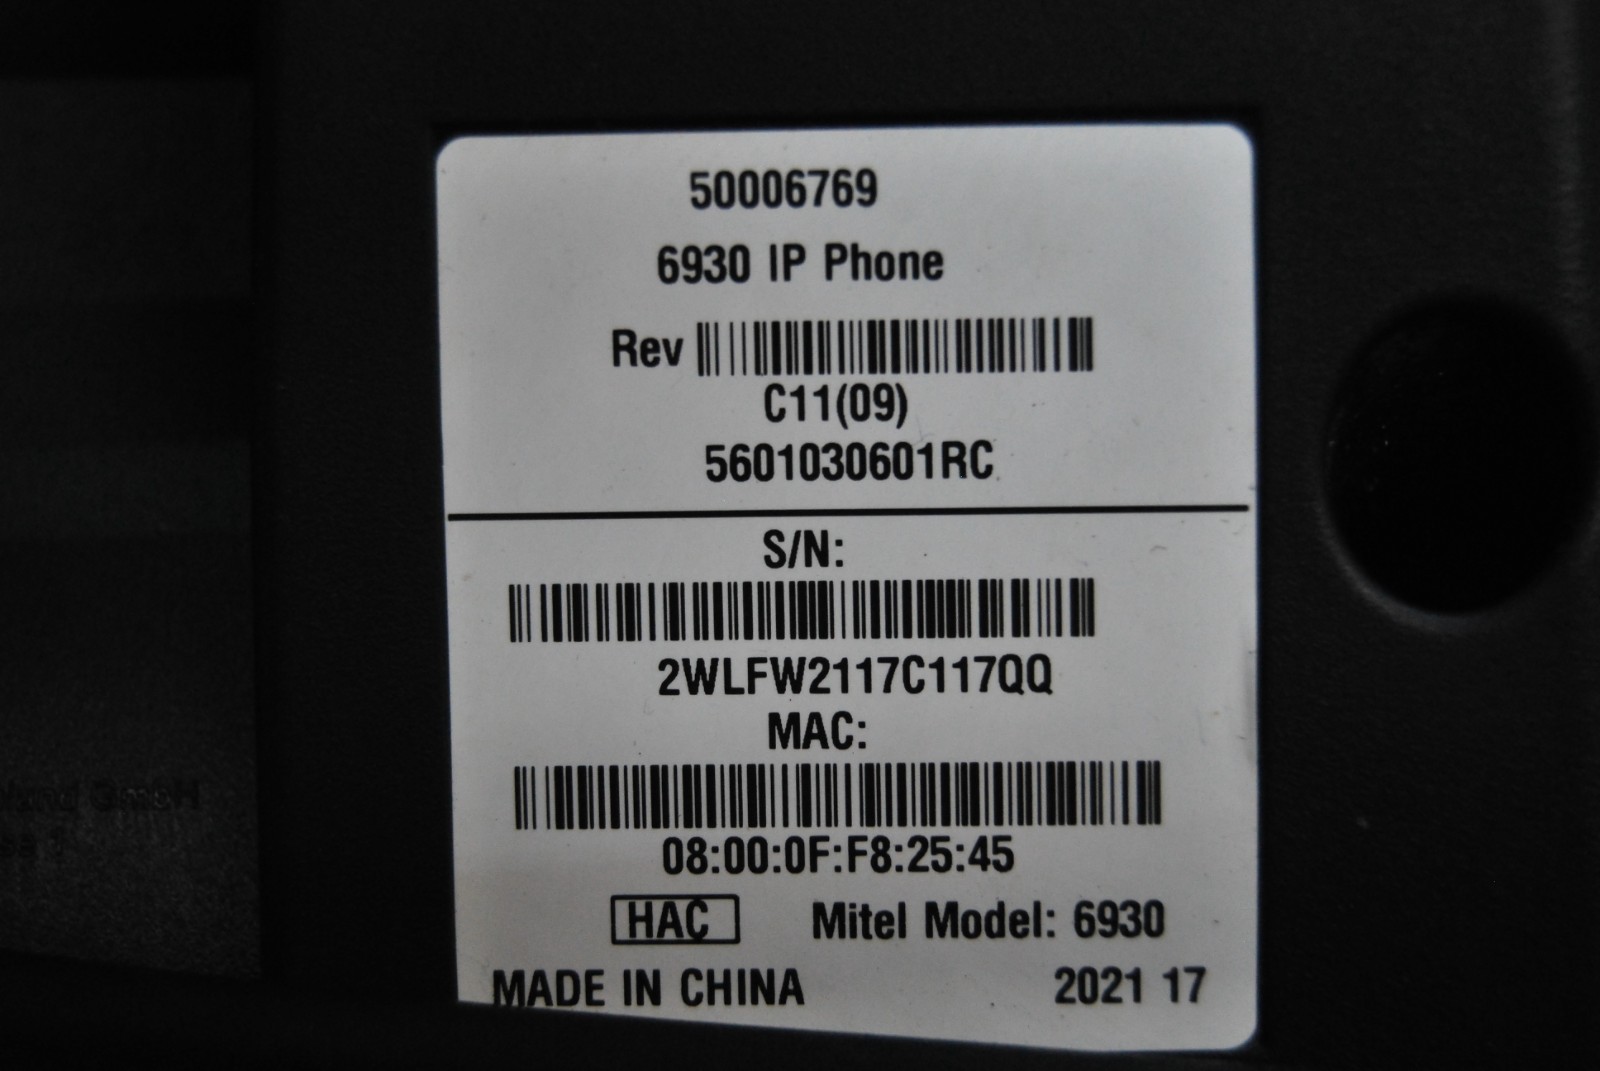 50006769
6930 IP Phone
Rev
C11(09)
5601030601RC
S/N:
2WLFW2117C117QQ
MAC:
08:00:0F:F8:25:45
HAC Mitel Model: 6930
MADE IN CHINA 2021 17
GmbH